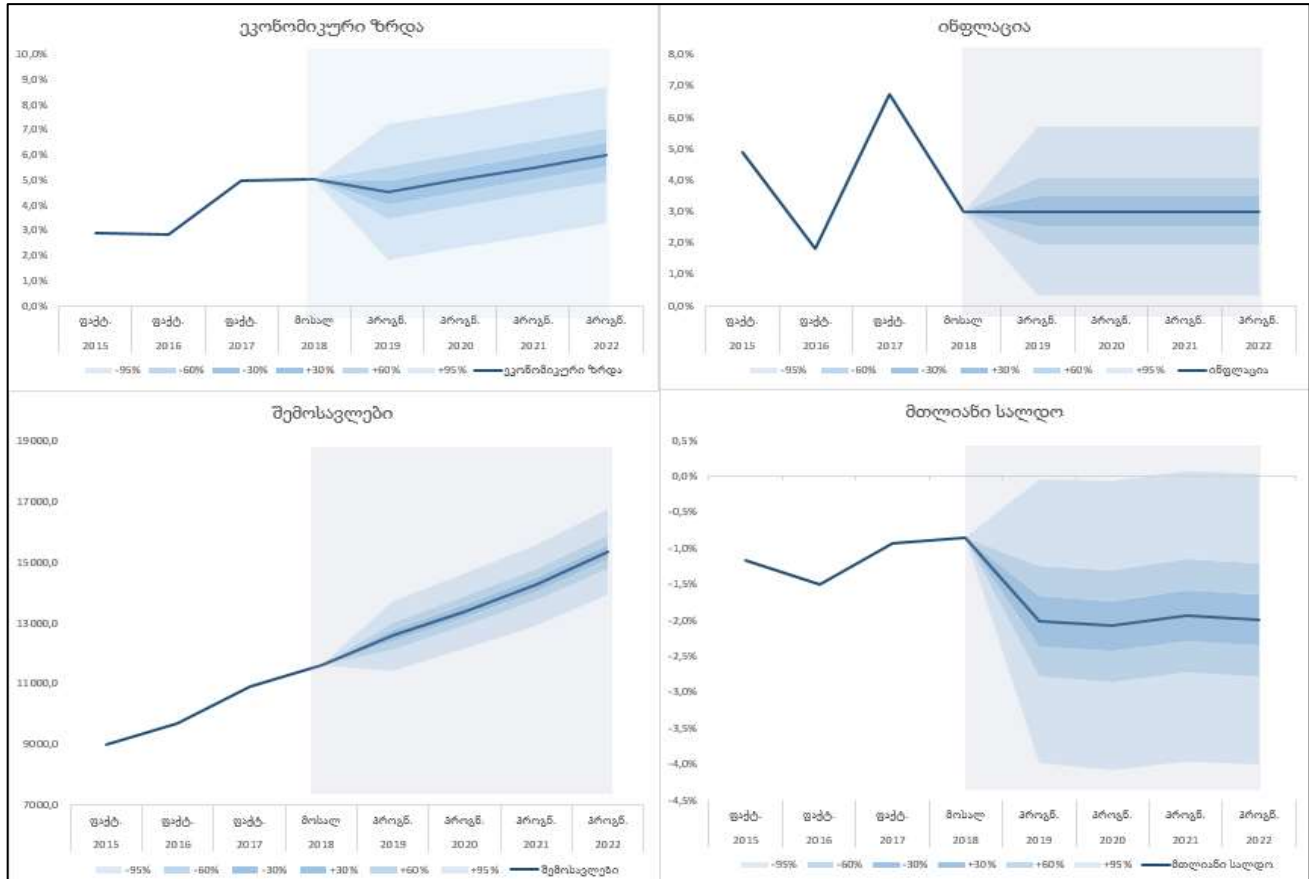 ეკონომიკური ზრდა
10,0%
9,0%
8,0%
7,0%
6,0%
5,0%
4,0%
3,0%
2,0%
1,0%
0,0%
ფაქტ. ფაქტ. ფაქტ. მოსალ პროგნ. პროგნ. პროგნ. პროგნ.
2015 2016 2017 2018 2019 2020 2021 2022
-95% -60% -30% +30% +60% +95% ეკონომიკური ზრდა
ინფლაცია
8,0%
7,0%
6,0%
5,0%
4,0%
3,0%
2,0%
1,0%
0,0%
ფაქტ. ფაქტ. ფაქტ. მოსალ პროგნ. პროგნ. პროგნ. პროგნ.
2015 2016 2017 2018 2019 2020 2021 2022
-95% -60% -30% +30% +60% +95% ინფლაცია
შემოსავლები
19000,0
17000,0
15000,0
13000,0
11000,0
9000,0
7000,0
ფაქტ. ფაქტ. ფაქტ. მოსალ პროგნ. პროგნ. პროგნ. პროგნ.
2015 2016 2017 2018 2019 2020 2021 2022
-95% -60% -30% +30% +60% +95% შემოსავლები
მთლიანი სალდო
0,5%
0,0%
-0,5%
-1,0%
-1,5%
-2,0%
-2,5%
-3,0%
-3,5%
-4,0%
-4,5%
ფაქტ. ფაქტ. ფაქტ. მოსალ პროგნ. პროგნ. პროგნ. პროგნ.
2015 2016 2017 2018 2019 2020 2021 2022
-95% -60% -30% +30% +60% +95% მთლიანი სალდო